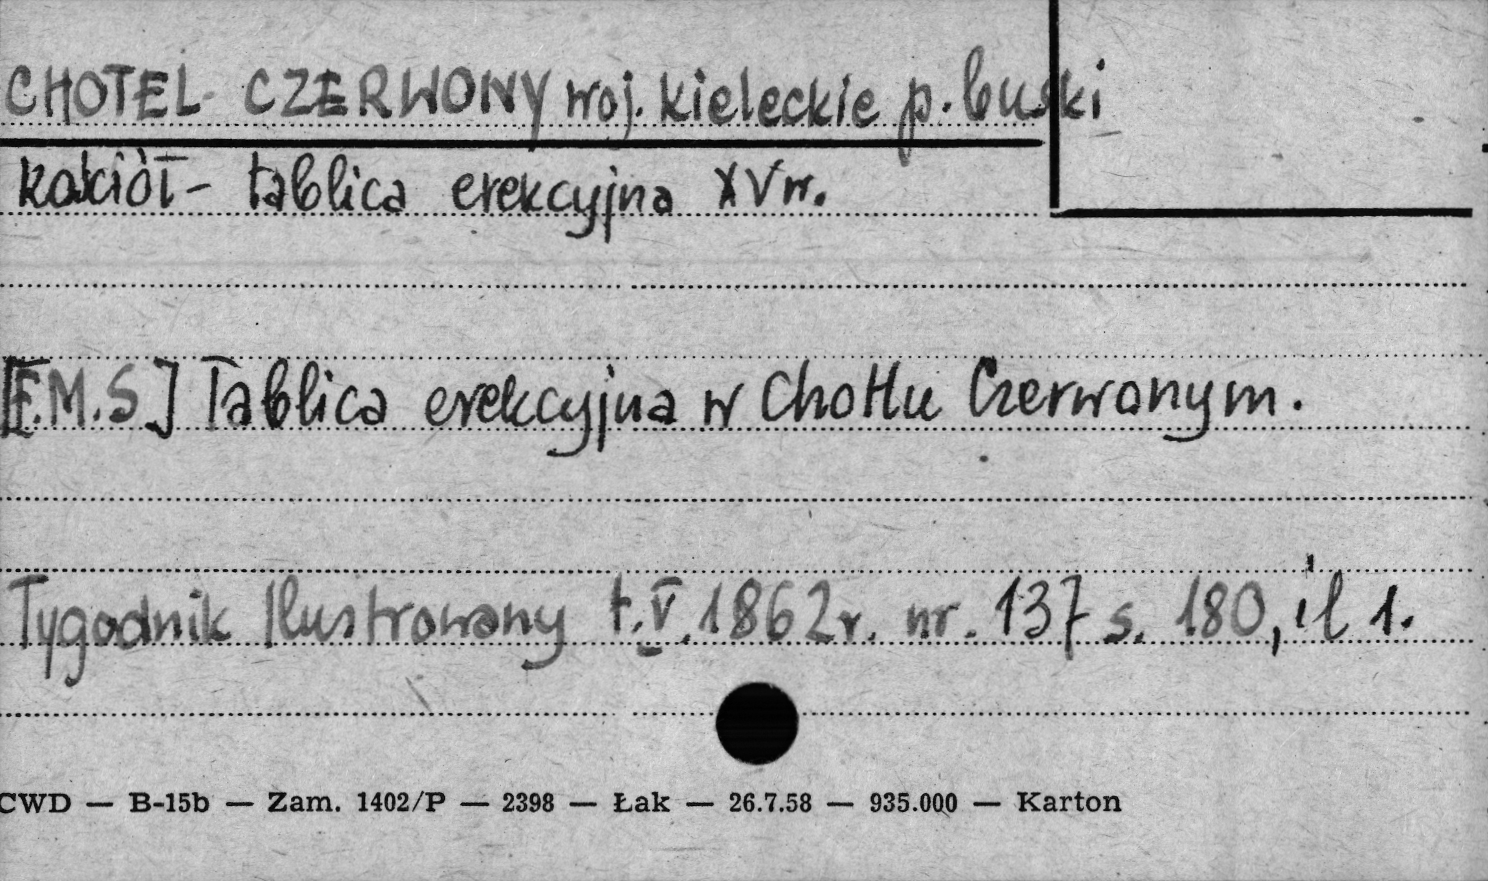 CHOTEL CZERWONY woj. kieleckie p. buski
kościół - tablica erekcyjna XV w.
[F.M.S.] Tablica erekcyjna w Chotlu Czerwonym.
Tygodnik Ilustrowany t. V. 1862 r. nr. 137 s. 180, il 1.
CWD — B-15b — Zam. 1402/P — 2398 — Łak — 26.7.58 — 935.000 — Karton